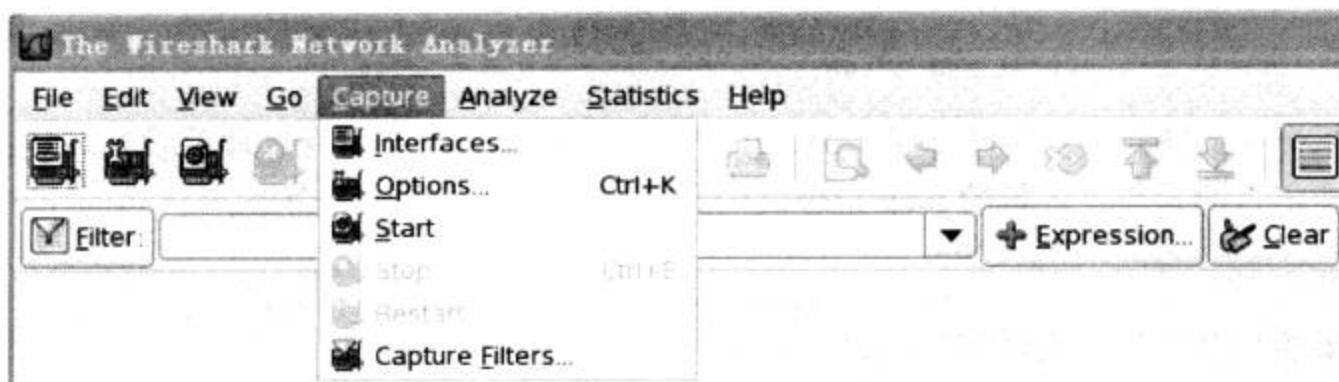 The Wireshark Network Analyzer
File Edit View Go Capture Analyze Statistics Help
Interfaces...
Options... Ctrl+K
Start
Stop Ctrl+E
Restart
Capture Filters...
Filter: Expression... Clear